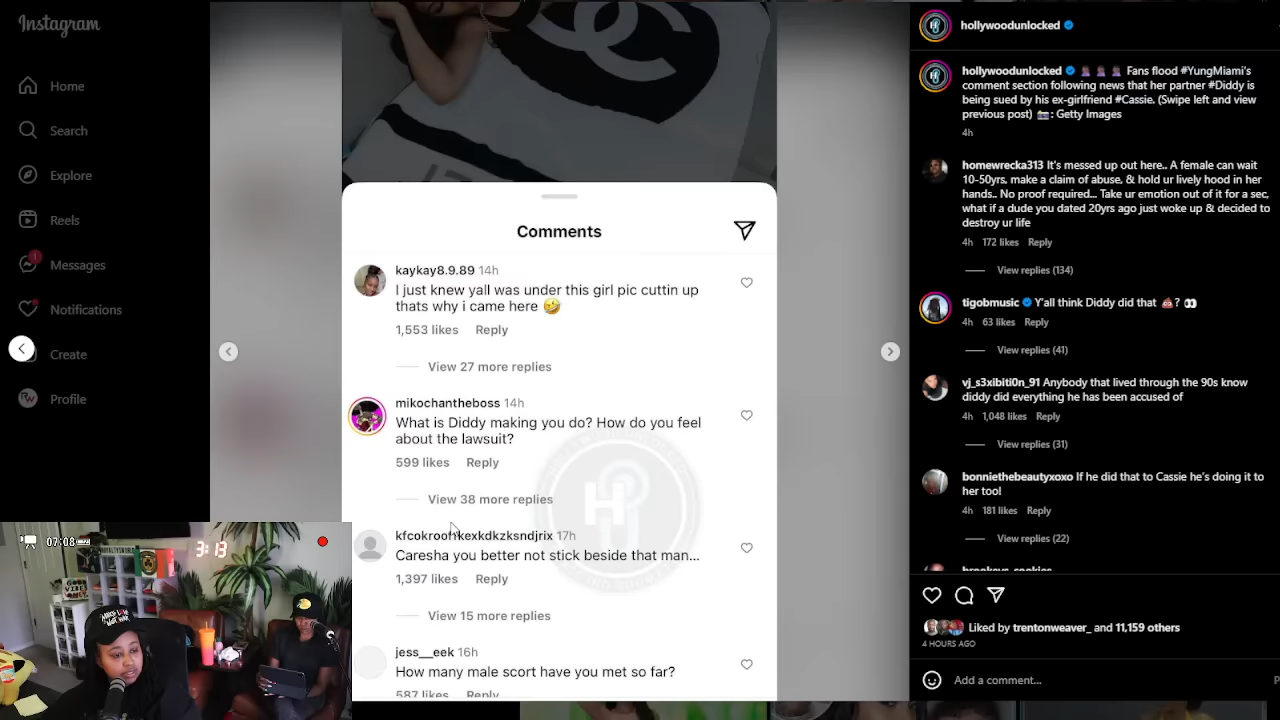 Instagram
Home
Search
Explore
Reels
1
Messages
Notifications
Create
Profile
Comments
kaykay8.9.89 14h
I just knew yall was under this girl pic cuttin up
thats why i came here 🤣
1,553 likes Reply
View 27 more replies
mikochantheboss 14h
What is Diddy making you do? How do you feel
about the lawsuit?
599 likes Reply
View 38 more replies
17h
Caresha you better not stick beside that man...
1,397 likes Reply
View 15 more replies
jess__eek 16h
How many male scort have you met so far?
587 likes Reply
H
hollywoodunlocked
hollywoodunlocked Fans flood #YungMiami's
comment section following news that her partner #Diddy is
being sued by his ex-girlfriend #Cassie. (Swipe left and view
previous post) 📷: Getty Images
4h
homewrecka313 It's messed up out here.. A female can wait
10-50yrs, make a claim of abuse, & hold ur lively hood in her
hands.. No proof required... Take ur emotion out of it for a sec,
what if a dude you dated 20yrs ago just woke up & decided to
destroy ur life
4h 172 likes Reply
View replies (134)
tigobmusic Y'all think Diddy did that 💩? 👀
4h 63 likes Reply
View replies (41)
vj_s3xibiti0n_91 Anybody that lived through the 90s know
diddy did everything he has been accused of
4h 1,048 likes Reply
View replies (31)
bonniethebeautyxoxo If he did that to Cassie he's doing it to
her too!
4h 181 likes Reply
View replies (22)
Liked by trentonweaver_ and 11,159 others
4 HOURS AGO
Add a comment...
P
07:08
3:13
GOOD
VIBES